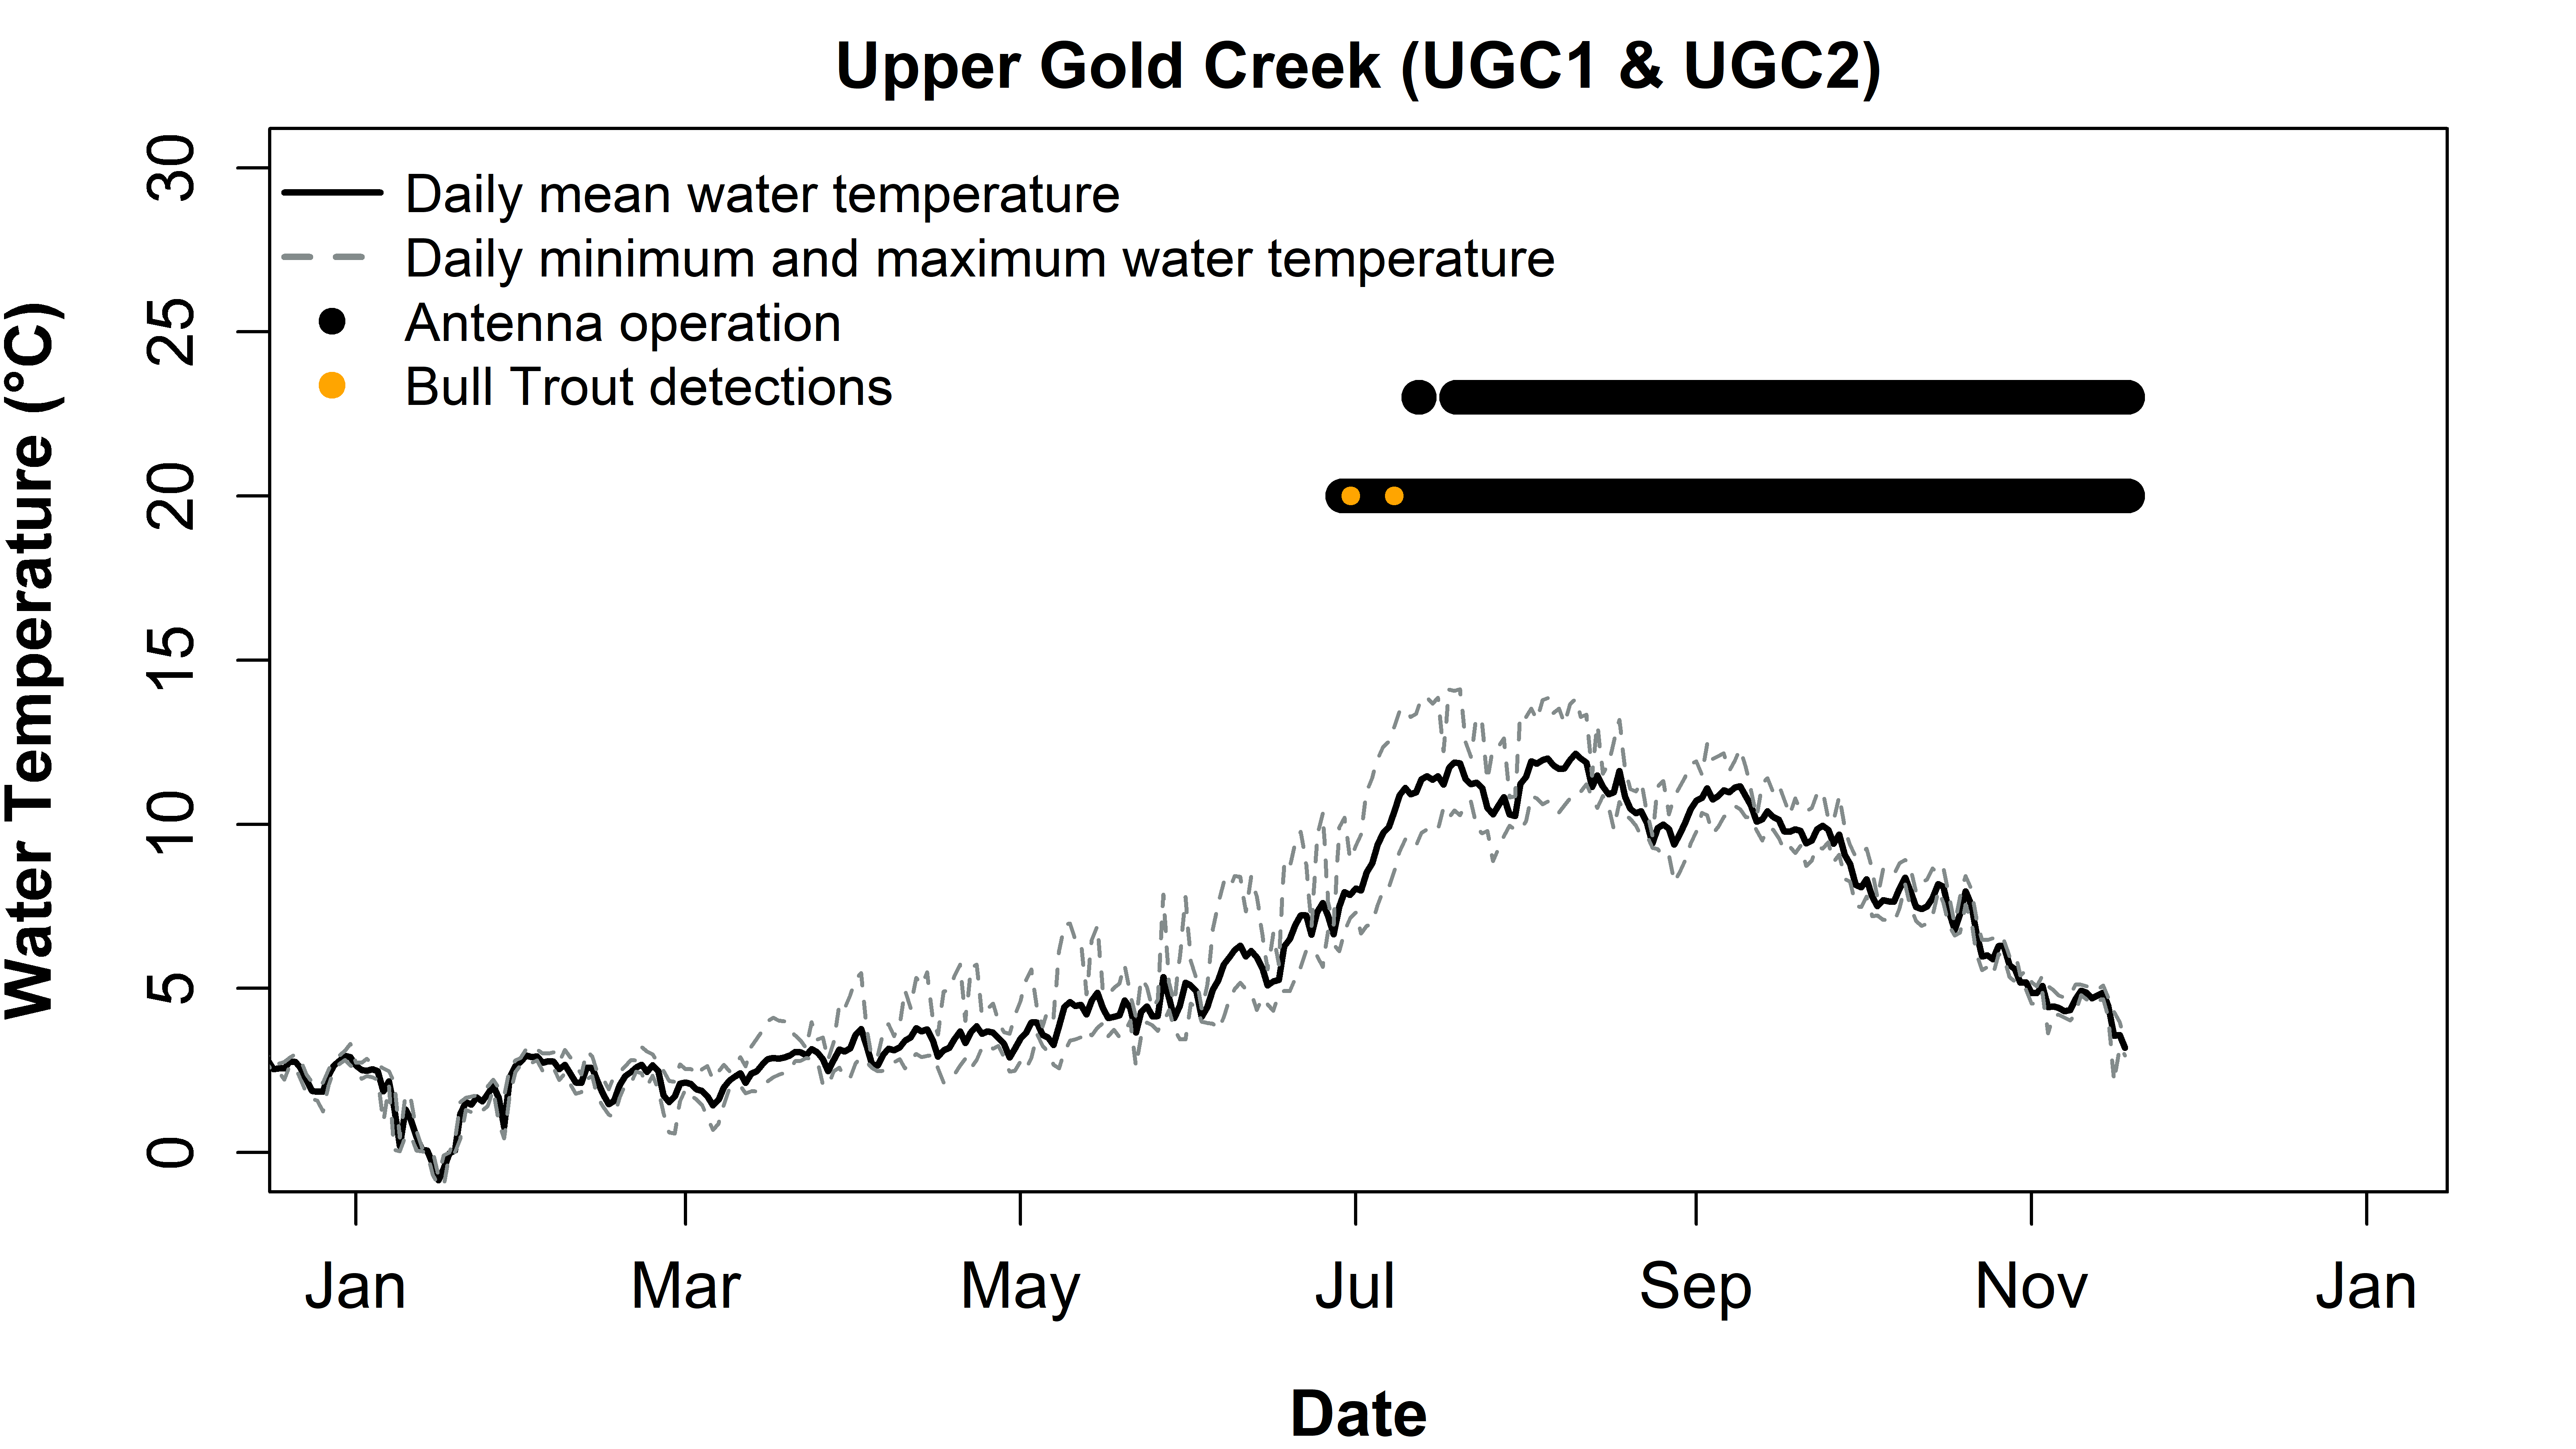 Upper Gold Creek (UGC1 & UGC2)
Daily mean water temperature
Daily minimum and maximum water temperature
Antenna operation
Bull Trout detections
Water Temperature (°C)
30
25
20
15
10
5
0
Jan Mar May Jul Sep Nov Jan
Date